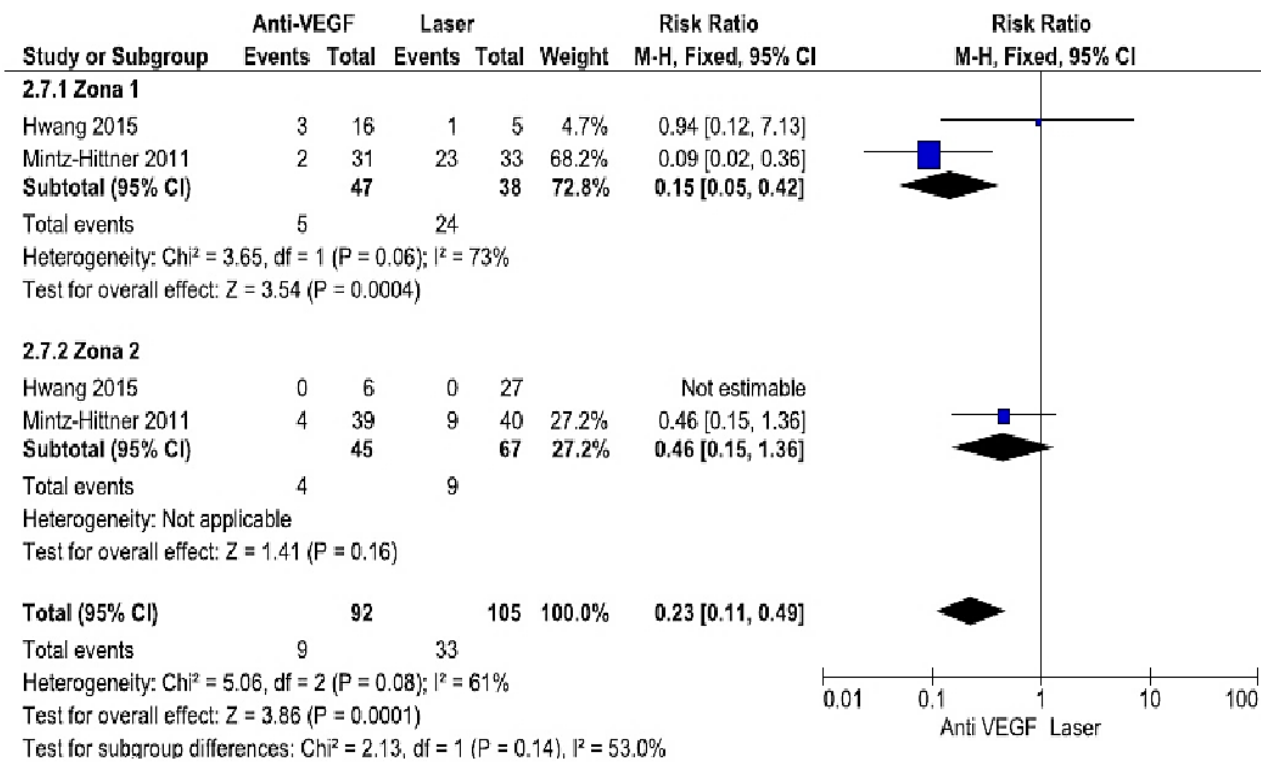 Anti-VEGF Laser Risk Ratio Risk Ratio
Study or Subgroup Events Total Events Total Weight M-H, Fixed, 95% CI M-H, Fixed, 95% CI
2.7.1 Zona 1
Hwang 2015 3 16 1 5 4.7% 0.94 [0.12, 7.13]
Mintz-Hittner 2011 2 31 23 33 68.2% 0.09 [0.02, 0.36]
Subtotal (95% CI) 47 38 72.8% 0.15 [0.05, 0.42]
Total events 5 24
Heterogeneity: Chi² = 3.65, df = 1 (P = 0.06); I² = 73%
Test for overall effect: Z = 3.54 (P = 0.0004)
2.7.2 Zona 2
Hwang 2015 0 6 0 27 Not estimable
Mintz-Hittner 2011 4 39 9 40 27.2% 0.46 [0.15, 1.36]
Subtotal (95% CI) 45 67 27.2% 0.46 [0.15, 1.36]
Total events 4 9
Heterogeneity: Not applicable
Test for overall effect: Z = 1.41 (P = 0.16)
Total (95% CI) 92 105 100.0% 0.23 [0.11, 0.49]
Total events 9 33
Heterogeneity: Chi² = 5.06, df = 2 (P = 0.08); I² = 61%
Test for overall effect: Z = 3.86 (P = 0.0001)
Test for subgroup differences: Chi² = 2.13, df = 1 (P = 0.14), I² = 53.0%
0.01 0.1 1 10 100
Anti VEGF Laser